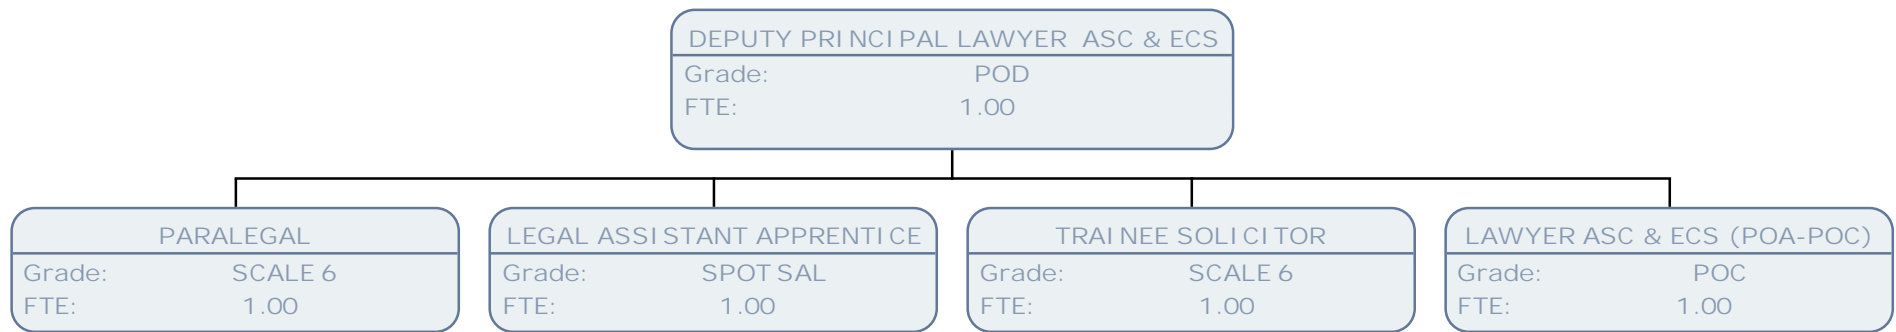 DEPUTY PRINCIPAL LAWYER ASC & ECS
Grade: POD
FTE: 1.00
PARALEGAL
Grade: SCALE 6
FTE: 1.00
LEGAL ASSISTANT APPRENTICE
Grade: SPOT SAL
FTE: 1.00
TRAINEE SOLICITOR
Grade: SCALE 6
FTE: 1.00
LAWYER ASC & ECS (POA-POC)
Grade: POC
FTE: 1.00